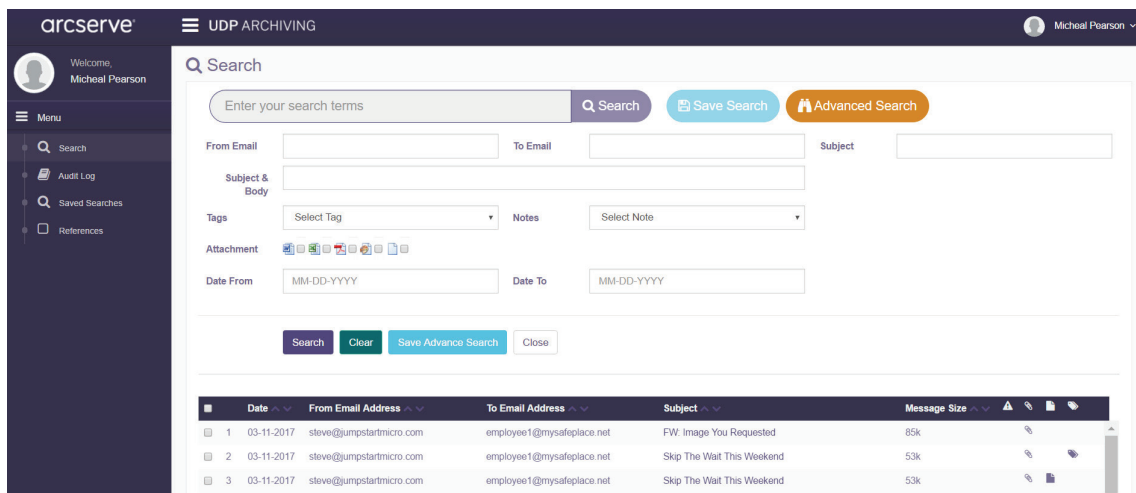 arcserve
UDP ARCHIVING
Micheal Pearson
Welcome,
Micheal Pearson
Menu
Search
Audit Log
Saved Searches
References
Search
Enter your search terms
Search
Save Search
Advanced Search
From Email
To Email
Subject
Subject &
Body
Tags
Select Tag
Notes
Select Note
Attachment
Date From
MM-DD-YYYY
Date To
MM-DD-YYYY
Search
Clear
Save Advance Search
Close
Date From Email Address To Email Address Subject Message Size
1 03-11-2017 steve@jumpstartmicro.com employee1@mysafeplace.net FW: Image You Requested 85k
2 03-11-2017 steve@jumpstartmicro.com employee1@mysafeplace.net Skip The Wait This Weekend 53k
3 03-11-2017 steve@jumpstartmicro.com employee1@mysafeplace.net Skip The Wait This Weekend 53k